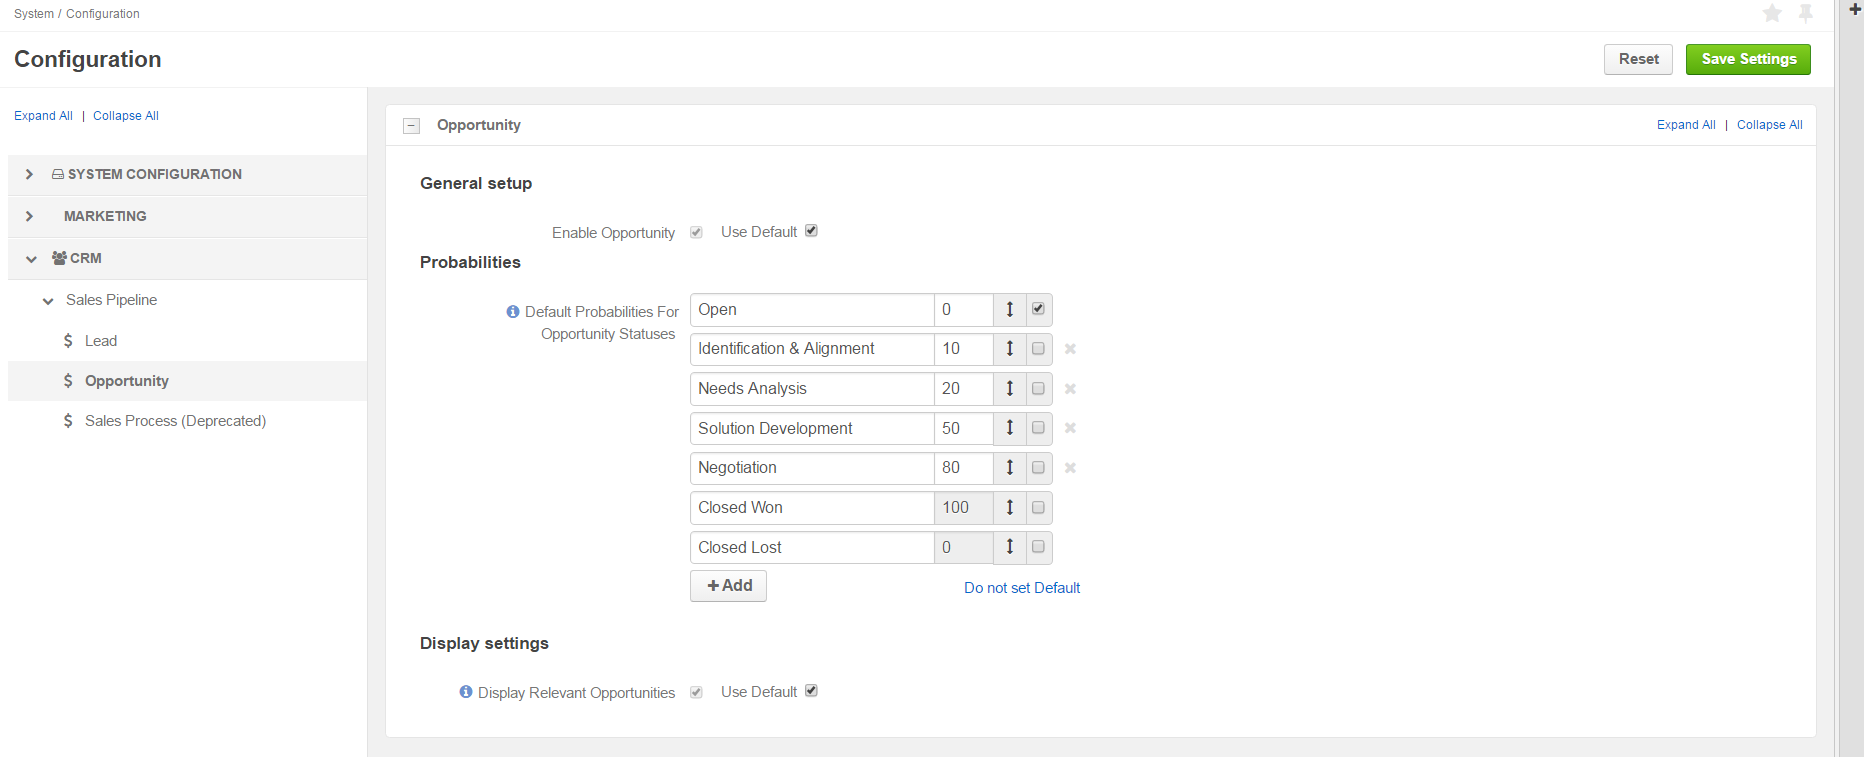 System / Configuration
Configuration
Reset
Save Settings
Expand All | Collapse All
SYSTEM CONFIGURATION
MARKETING
CRM
Sales Pipeline
$ Lead
$ Opportunity
$ Sales Process (Deprecated)
Opportunity
Expand All | Collapse All
General setup
Enable Opportunity Use Default
Probabilities
Default Probabilities For
Opportunity Statuses
Open 0
Identification & Alignment 10
Needs Analysis 20
Solution Development 50
Negotiation 80
Closed Won 100
Closed Lost 0
+Add
Do not set Default
Display settings
Display Relevant Opportunities Use Default